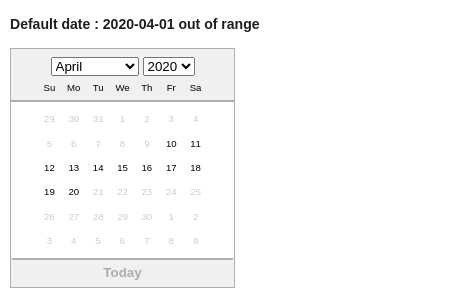 Default date : 2020-04-01 out of range
April 2020
Su Mo Tu We Th Fr Sa
29 30 31 1 2 3 4
5 6 7 8 9 10 11
12 13 14 15 16 17 18
19 20 21 22 23 24 25
26 27 28 29 30 1 2
3 4 5 6 7 8 9
Today